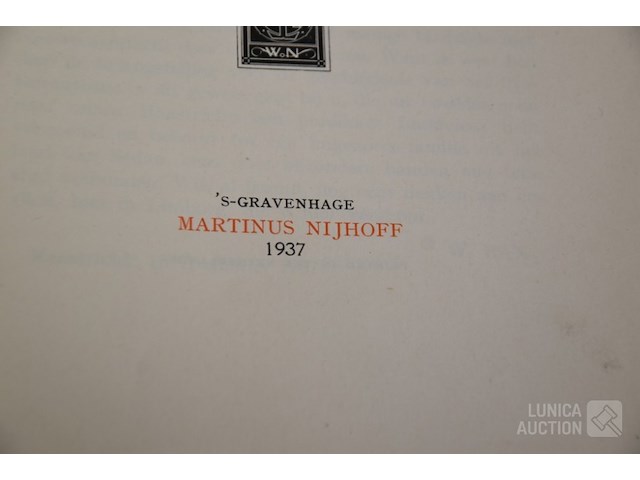 W. N
'S-GRAVENHAGE
MARTINUS NIJHOFF
1937
LUNICA
AUCTION